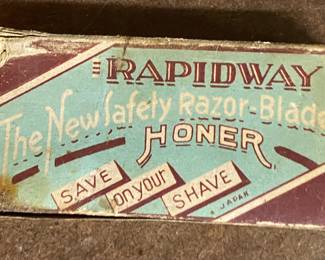 RAPIDWAY
The New Safety Razor-Blade
HONER
SAVE on your SHAVE
JAPAN